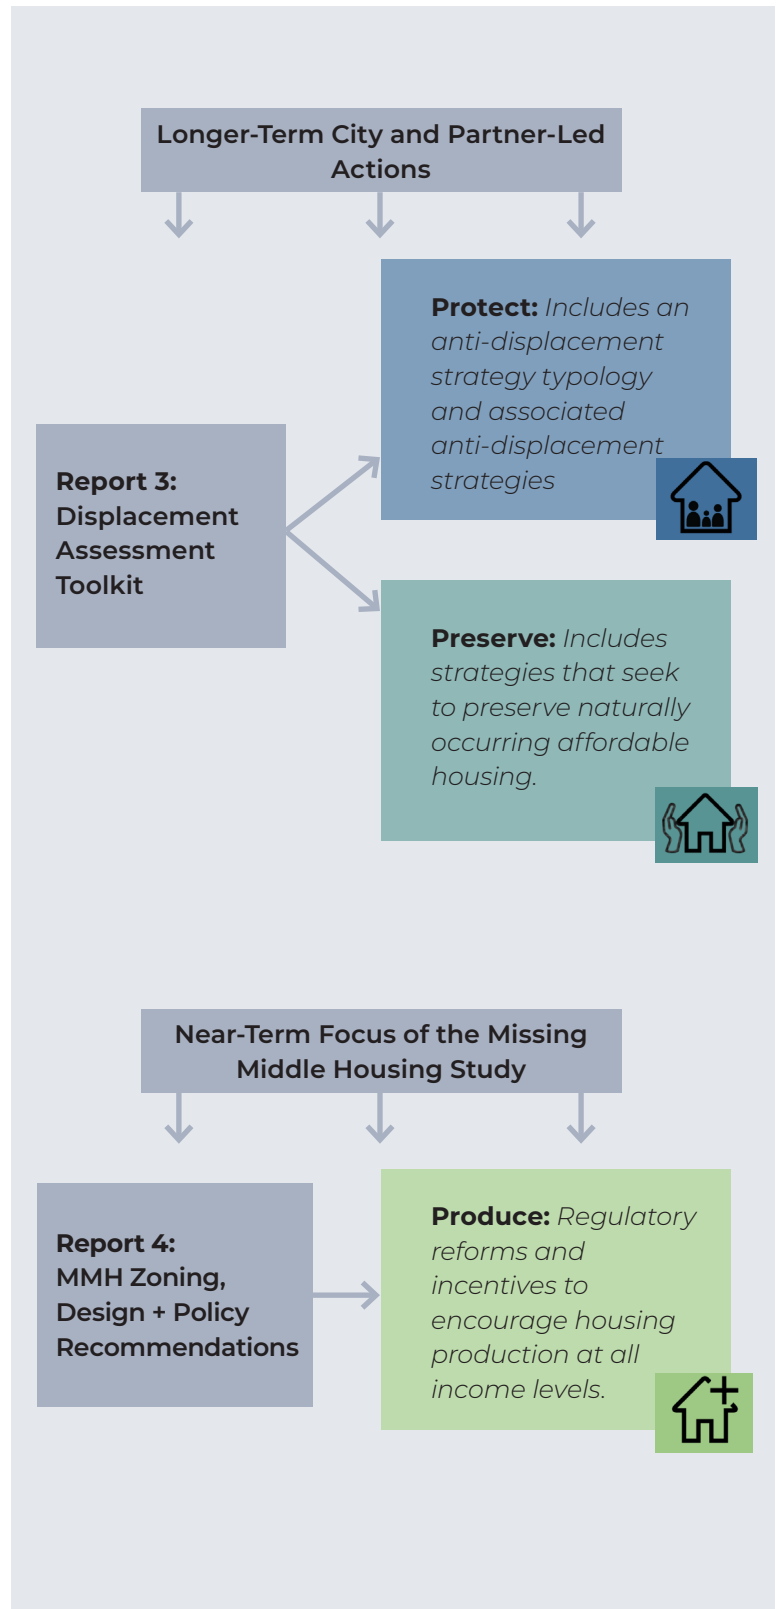 Longer-Term City and Partner-Led
Actions
Protect: Includes an
anti-displacement
strategy typology
and associated
anti-displacement
strategies
Report 3:
Displacement
Assessment
Toolkit
Preserve: Includes
strategies that seek
to preserve naturally
occurring affordable
housing.
Near-Term Focus of the Missing
Middle Housing Study
Report 4:
MMH Zoning,
Design + Policy
Recommendations
Produce: Regulatory
reforms and
incentives to
encourage housing
production at all
income levels.